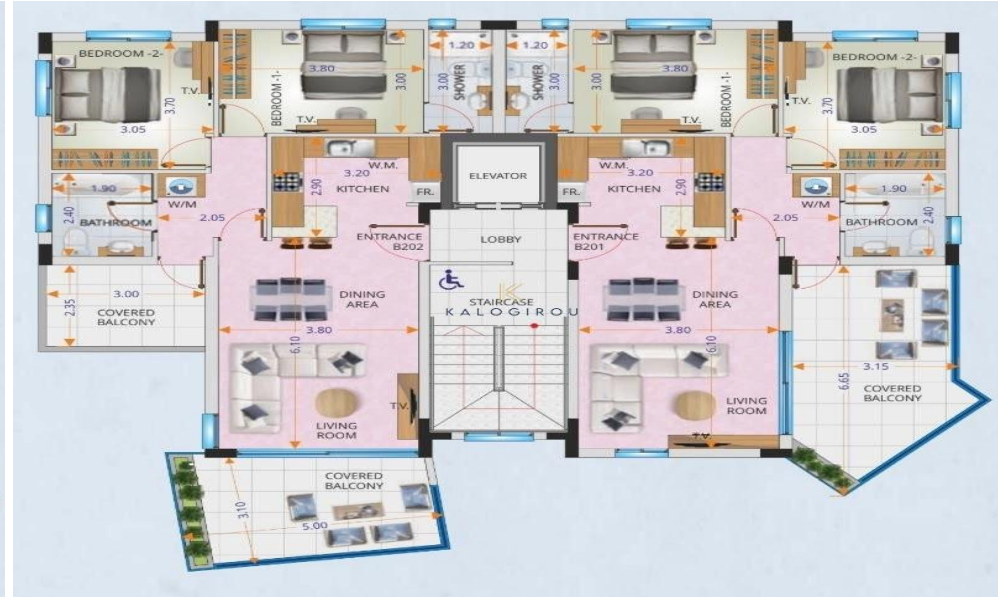 BEDROOM -2-
T.V.
3.70
3.05
3.80
3.00
BEDROOM -1-
T.V.
1.20
3.00
SHOWER
1.20
3.00
SHOWER
3.80
3.00
BEDROOM -1-
T.V.
BEDROOM -2-
T.V.
3.70
3.05
W.M.
3.20
KITCHEN
2.90
FR.
ELEVATOR
W.M.
3.20
KITCHEN
2.90
FR.
1.90
2.40
BATHROOM
W/M
2.05
1.90
2.40
BATHROOM
W/M
2.05
ENTRANCE
B202
LOBBY
ENTRANCE
B201
3.00
2.35
COVERED
BALCONY
DINING
AREA
3.80
6.10
STAIRCASE
KALOGIROU
DINING
AREA
3.80
6.10
3.15
6.65
COVERED
BALCONY
LIVING
ROOM
T.V.
LIVING
ROOM
T.V.
COVERED
BALCONY
3.10
5.00